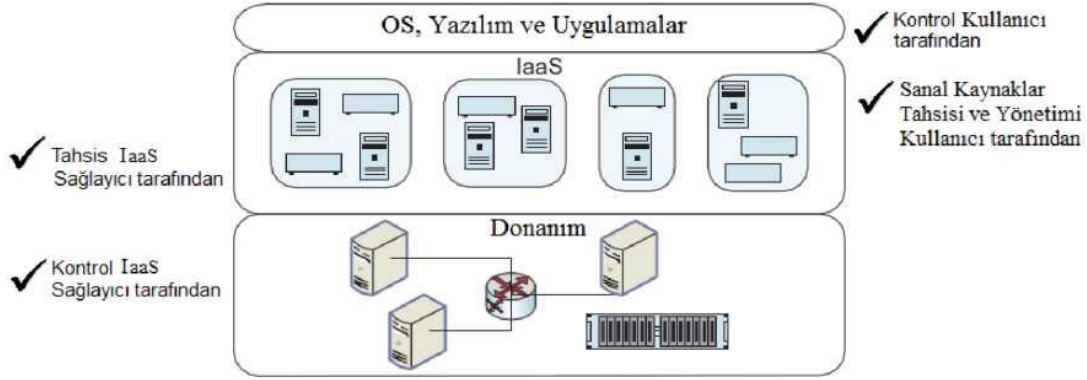 OS, Yazılım ve Uygulamalar
Kontrol Kullanıcı
tarafından
IaaS
Sanal Kaynaklar
Tahsisi ve Yönetimi
Kullanıcı tarafından
Tahsis IaaS
Sağlayıcı tarafından
Donanım
Kontrol IaaS
Sağlayıcı tarafından